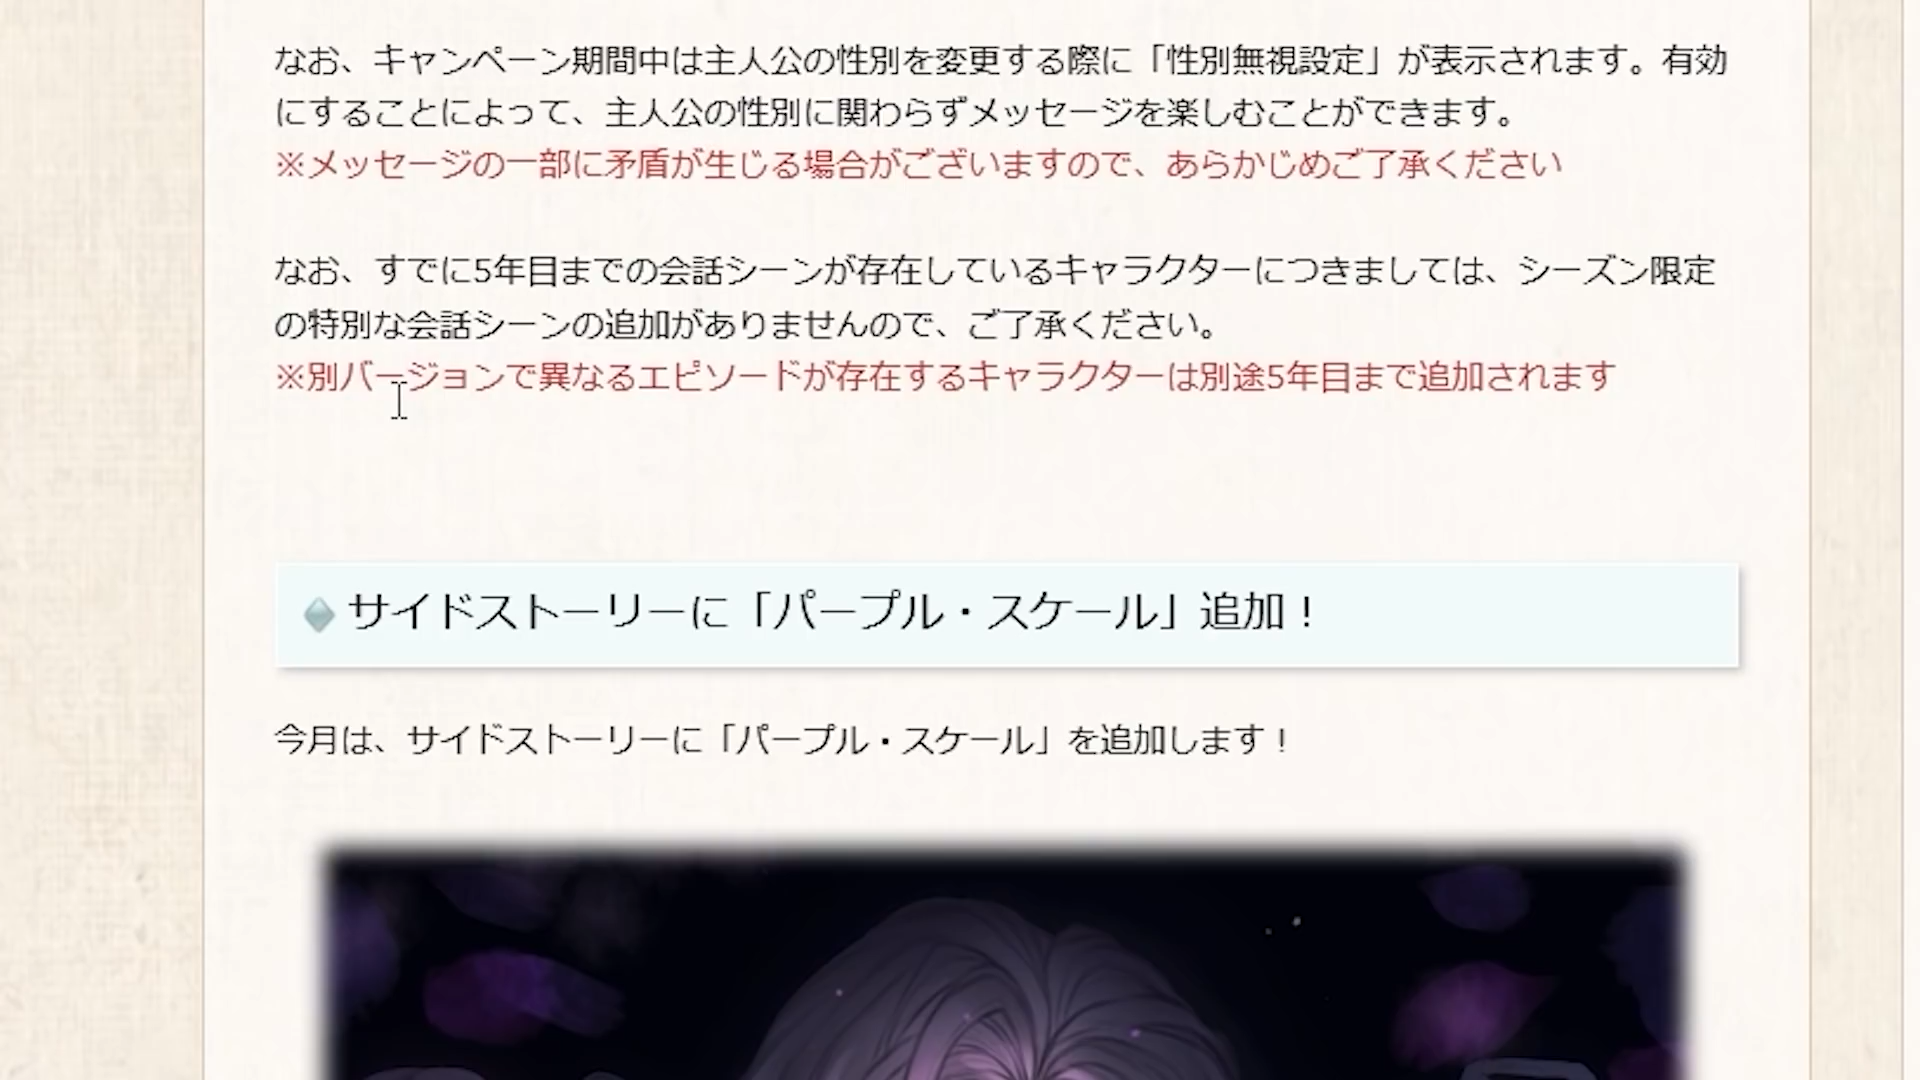 なお、キャンペーン期間中は主人公の性別を変更する際に「性別無視設定」が表示されます。有効
にすることによって、主人公の性別に関わらずメッセージを楽しむことができます。
※メッセージの一部に矛盾が生じる場合がございますので、あらかじめご了承ください
なお、すでに5年目までの会話シーンが存在しているキャラクターにつきましては、シーズン限定
の特別な会話シーンの追加がありませんので、ご了承ください。
※別バージョンで異なるエピソードが存在するキャラクターは別途5年目まで追加されます
サイドストーリーに「パープル・スケール」追加！
今月は、サイドストーリーに「パープル・スケール」を追加します！